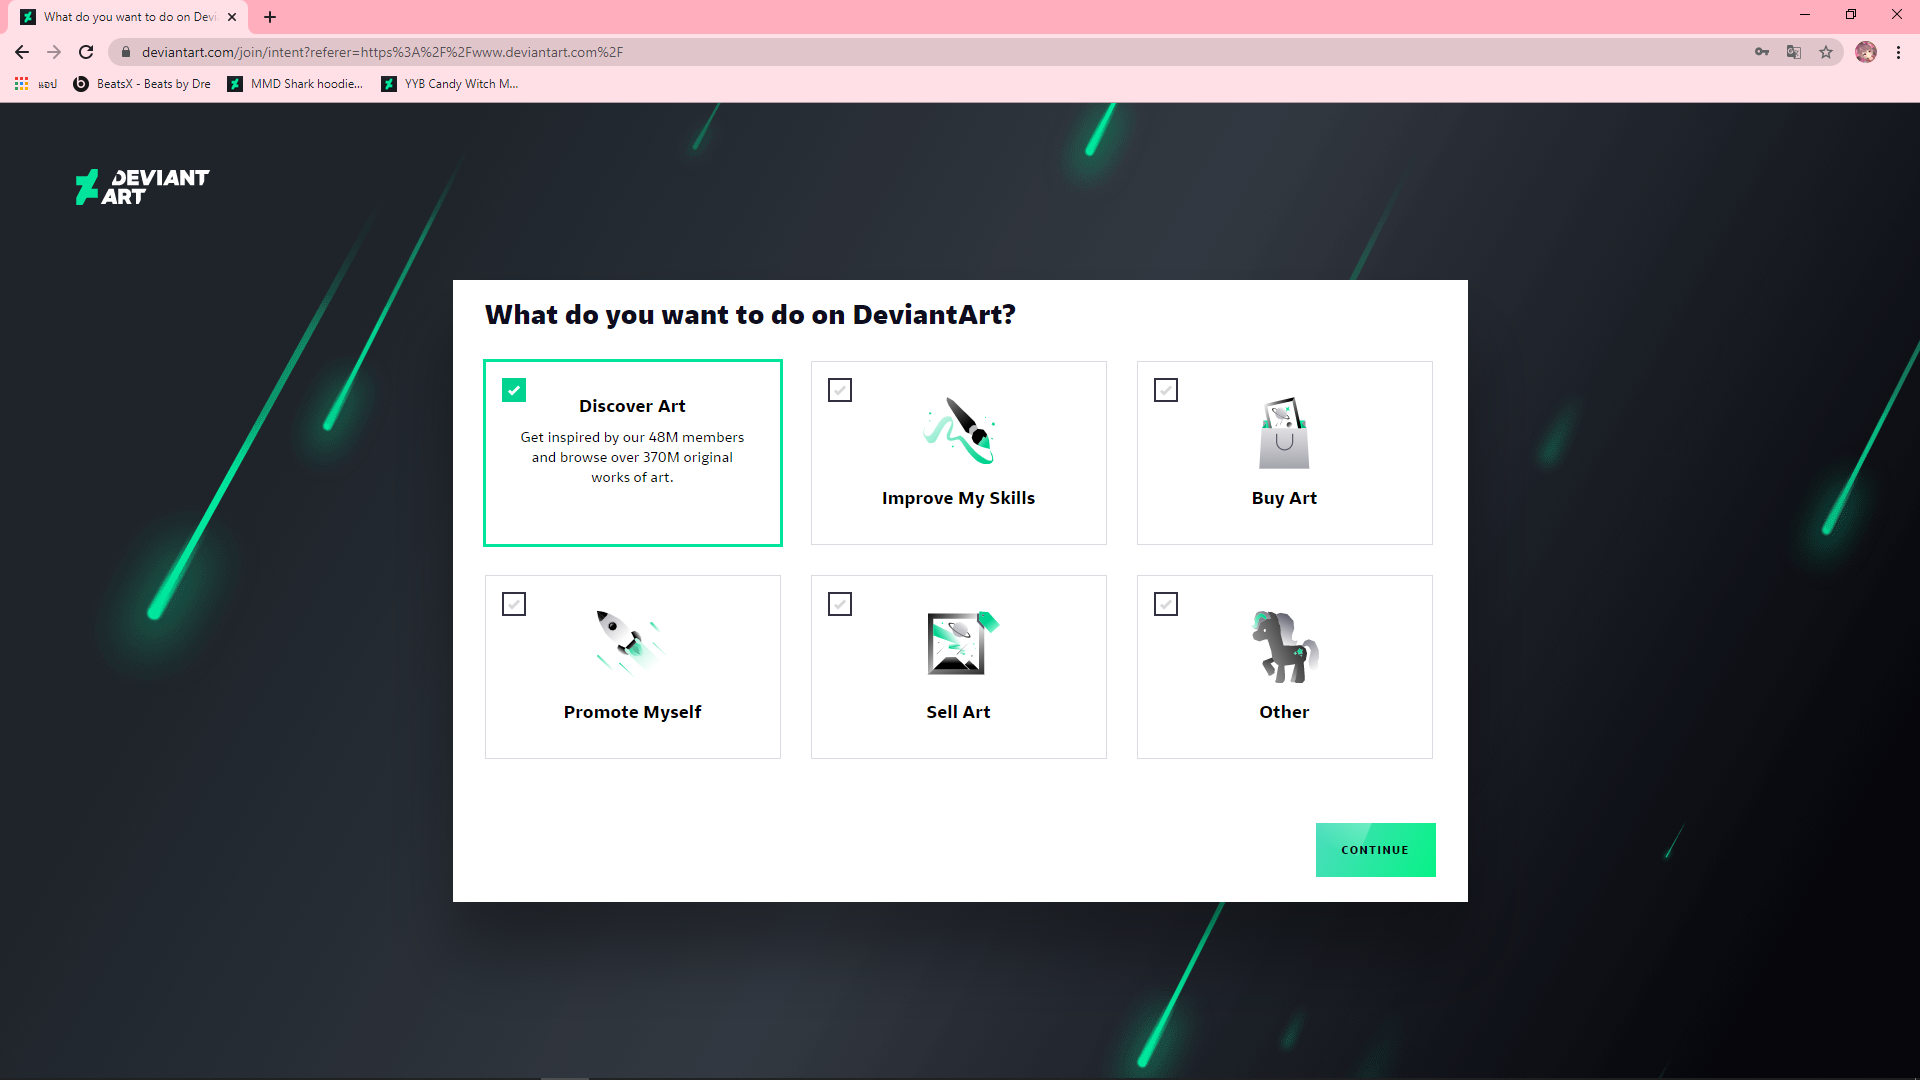 What do you want to do on Devi
deviantart.com/join/intent?referer=https%3A%2F%2Fwww.deviantart.com%2F
แอป
BeatsX - Beats by Dre
MMD Shark hoodie...
YYB Candy Witch M...
DEVIANT
ART
What do you want to do on DeviantArt?
Discover Art
Get inspired by our 48M members
and browse over 370M original
works of art.
Improve My Skills
Buy Art
Promote Myself
Sell Art
Other
CONTINUE